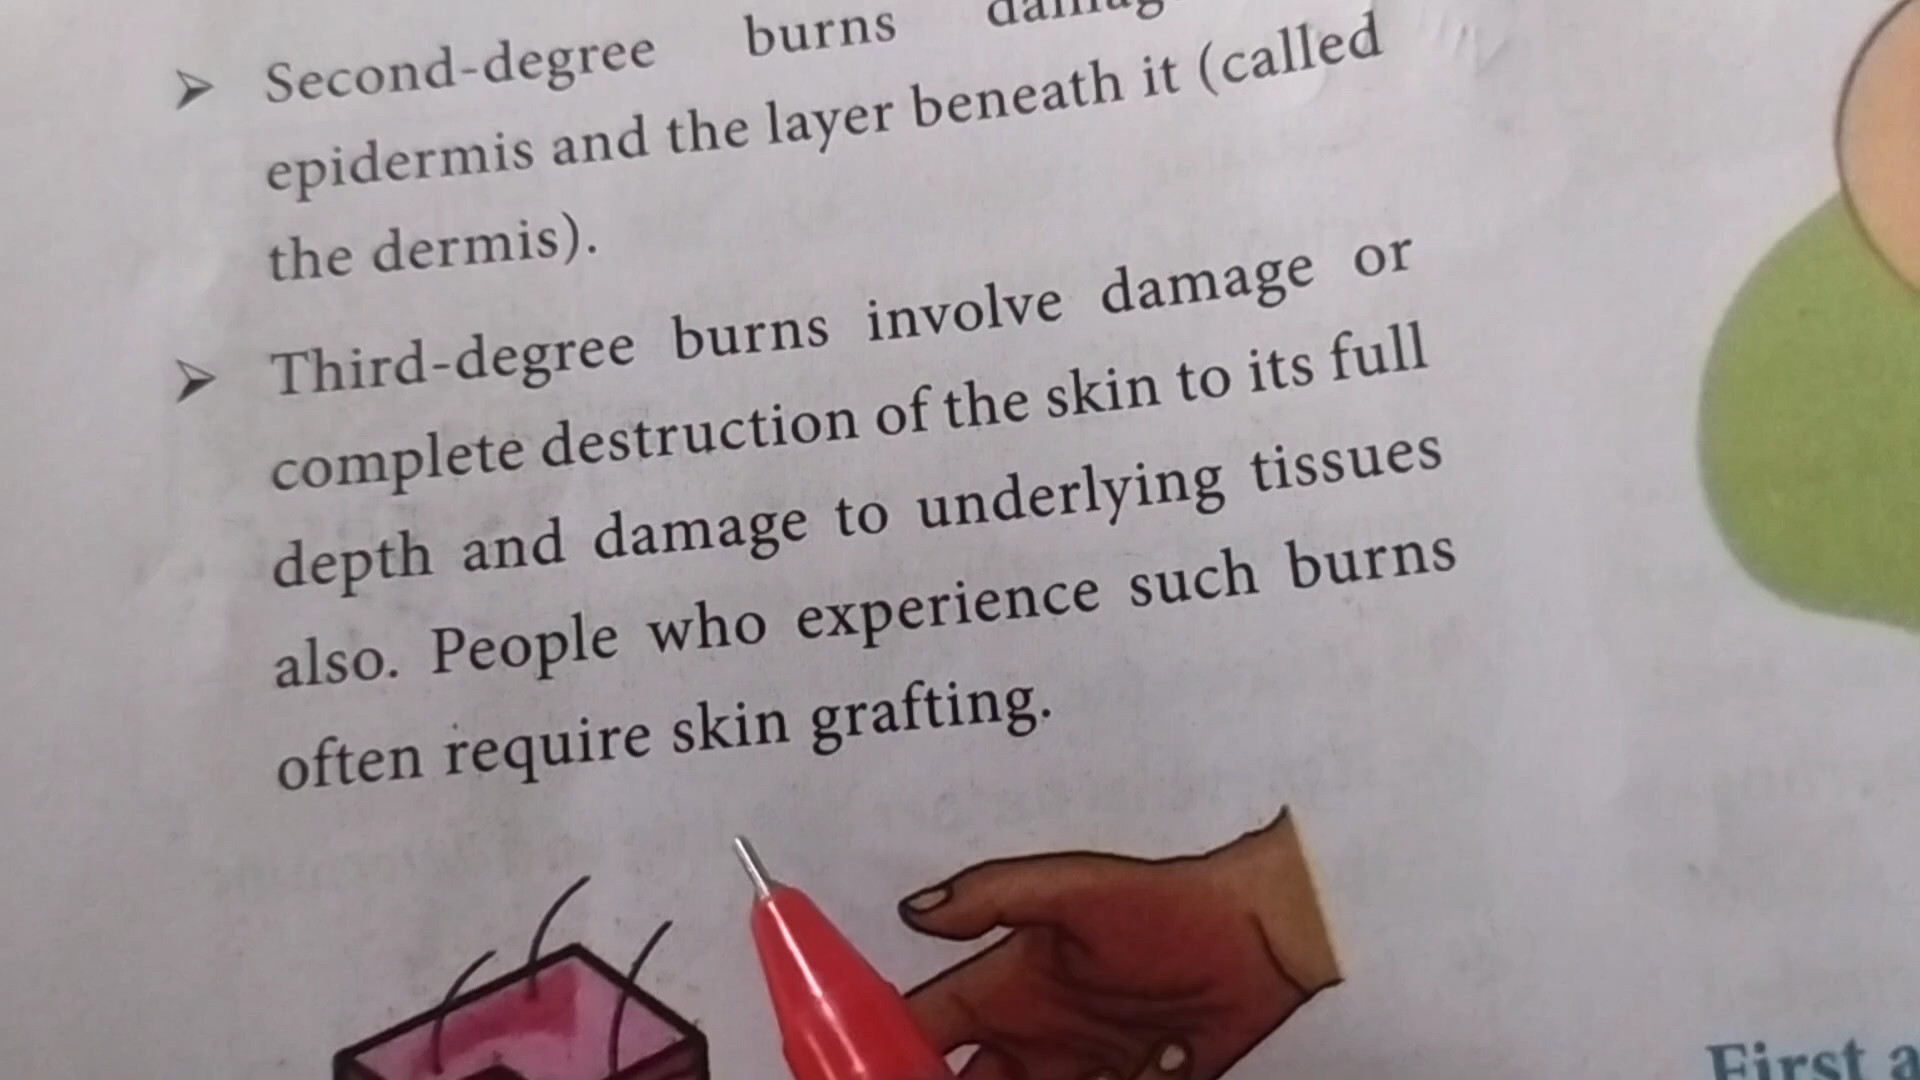 ➢ Second-degree burns
epidermis and the layer beneath it (called
the dermis).
➢ Third-degree burns involve damage or
complete destruction of the skin to its full
depth and damage to underlying tissues
also. People who experience such burns
often require skin grafting.
First